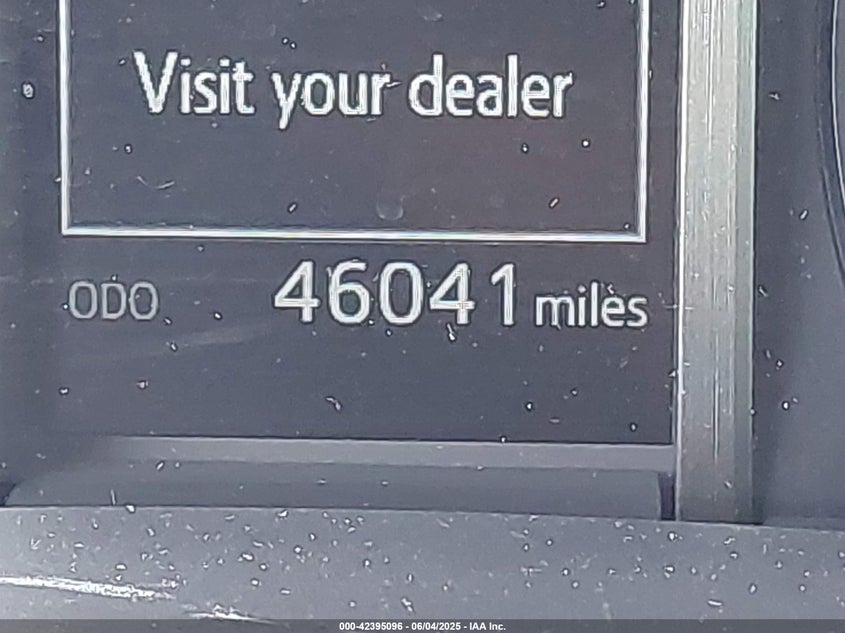 Visit your dealer
ODO 46041 miles
000-42395096 - 06/04/2025 - IAA Inc.